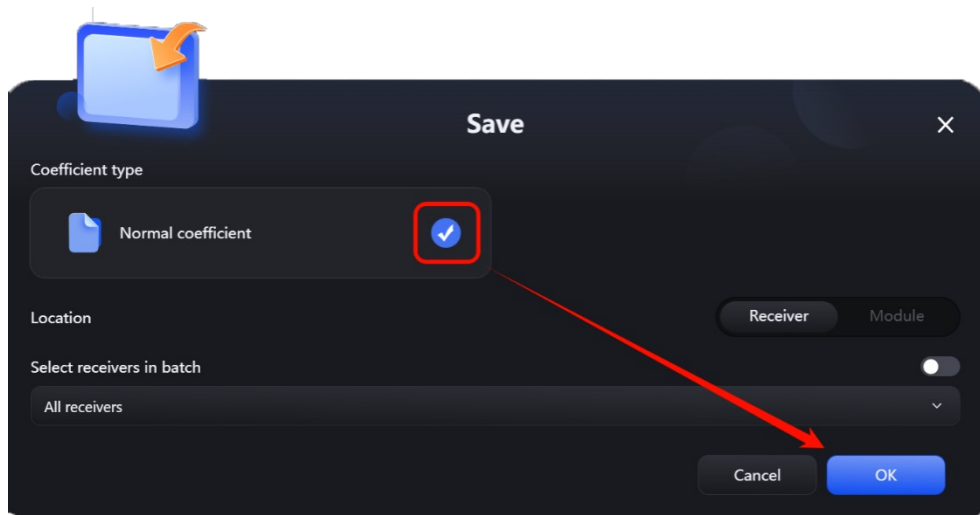 Save
Coefficient type
Normal coefficient
Location
Receiver Module
Select receivers in batch
All receivers
Cancel OK